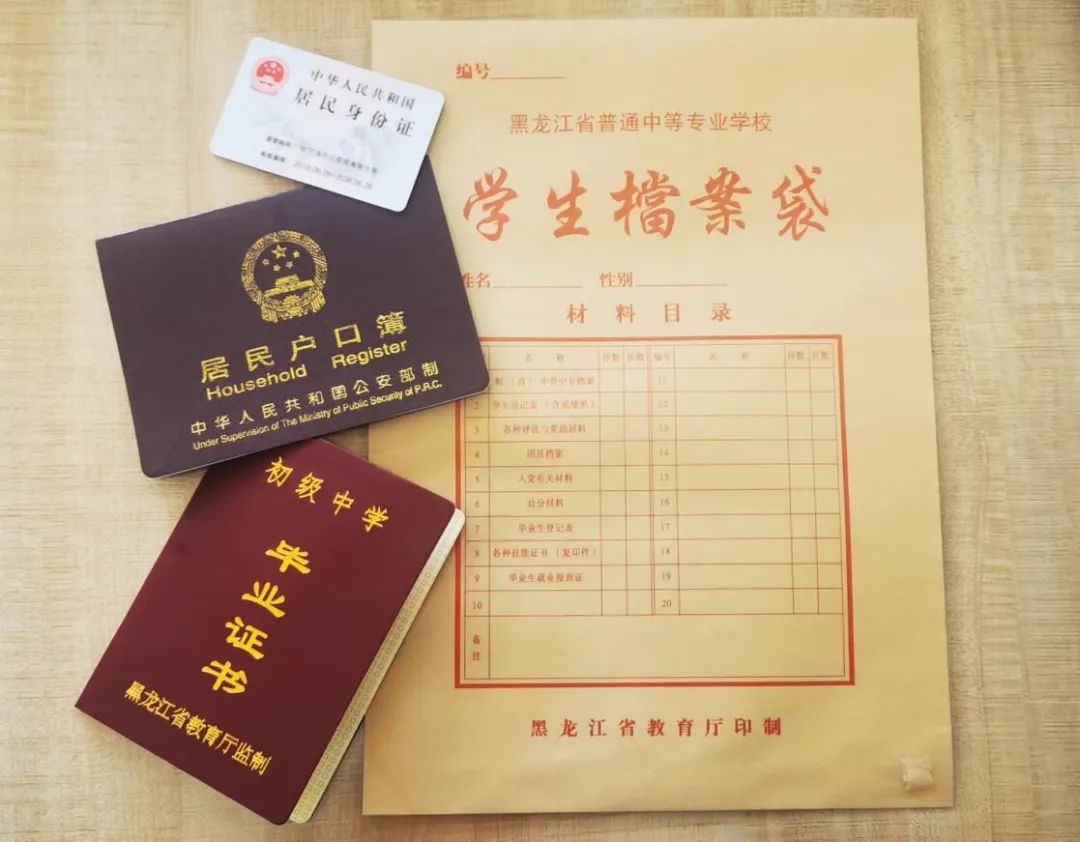 中华人民共和国
居民身份证
居民户口簿
Household Register
中华人民共和国公安部制
Under Supervision of The Ministry of Public Security of P.R.C.
初级中学
毕业证书
黑龙江省教育厅监制
编号
黑龙江省普通中等专业学校
学生檔案袋
姓名 性别
材料目录
名 称 件数 页数 编号 名 称 件数 页数
初（高）中升中专档案 11
2 学生登记表（含成绩单） 12
3 各种评优与奖励材料 13
4 团员档案 14
5 入党有关材料 15
6 处分材料 16
7 毕业生登记表 17
8 各种技能证书（复印件） 18
9 毕业生就业报到证 19
10 20
备注
黑龙江省教育厅印制